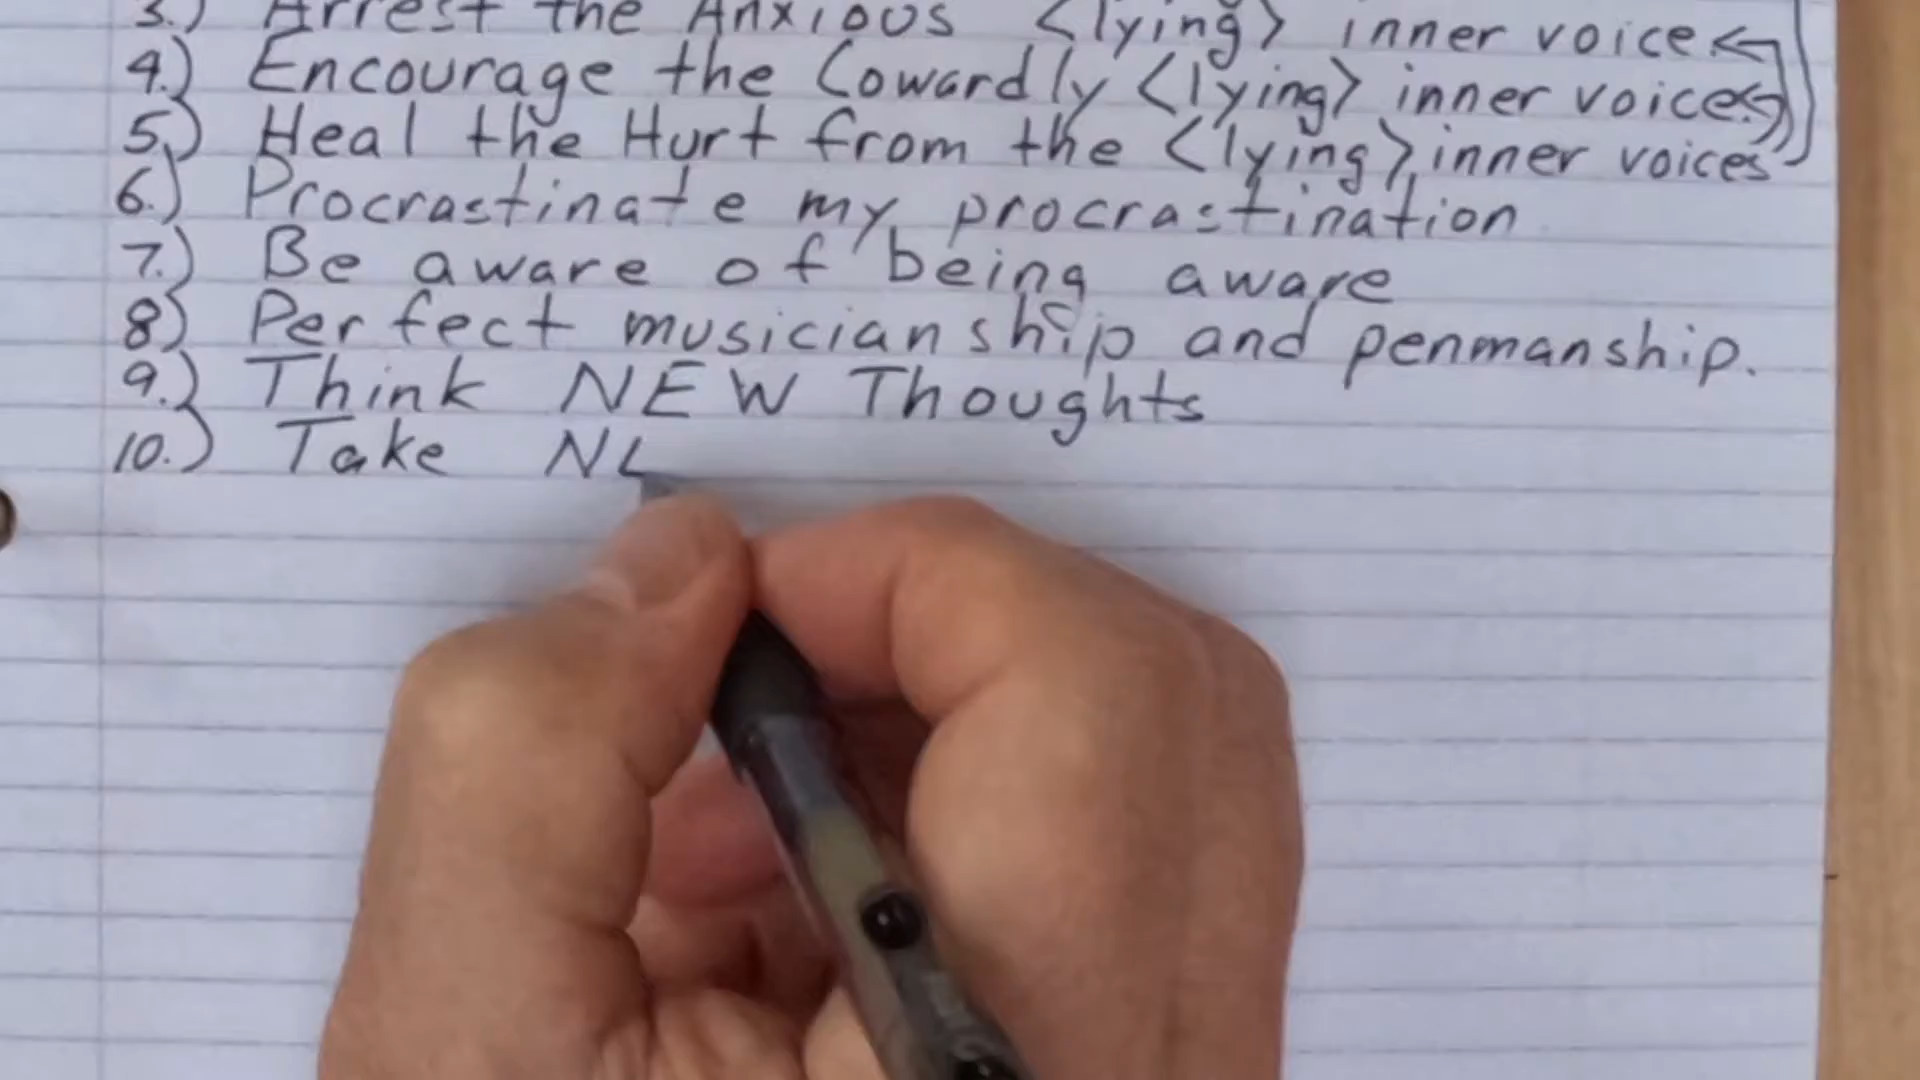 3.) Arrest the Anxious <lying> inner voice
4.) Encourage the Cowardly <lying> inner voice
5.) Heal the Hurt from the <lying> inner voices
6.) Procrastinate my procrastination
7.) Be aware of being aware
8) Perfect musicianship and penmanship.
9.) Think NEW Thoughts
10.) Take